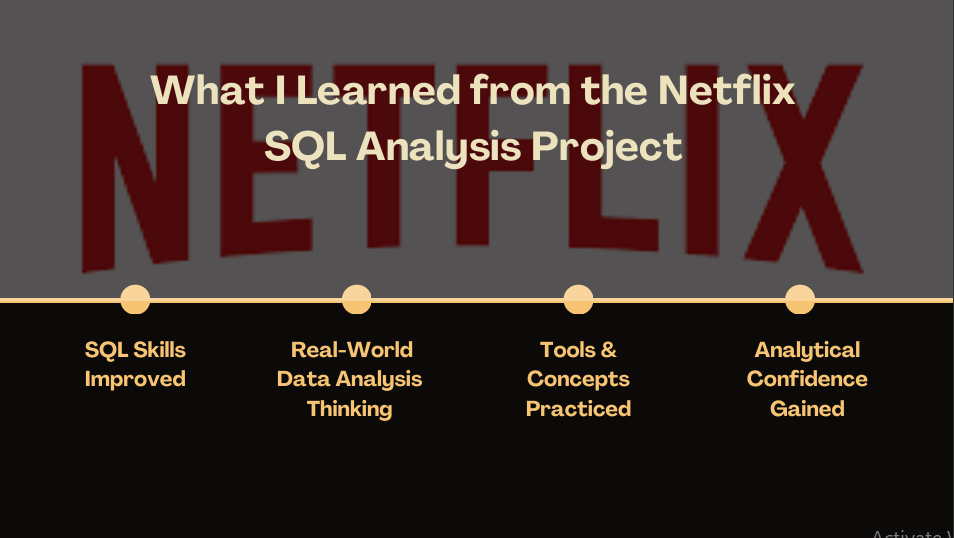 NETFLIX
What I Learned from the Netflix
SQL Analysis Project
SQL Skills
Improved
Real-World
Data Analysis
Thinking
Tools &
Concepts
Practiced
Analytical
Confidence
Gained
Activate